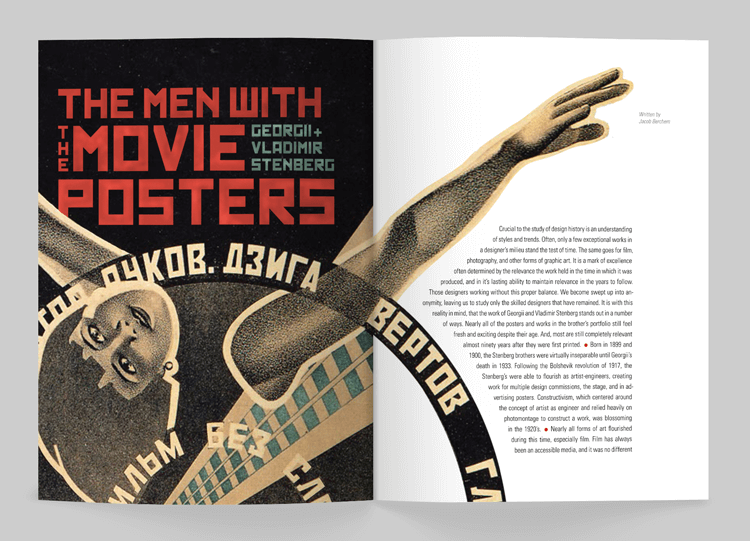 THE MEN WITH
THE MOVIE
POSTERS
GEORGII +
VLADIMIR
STENBERG
РУКОВ. ДЗИГА ВЕРТОВ ГЛ
ИЛЬМ БЕЗ СЛ
Written by
Jacob Berchem
Crucial to the study of design history is an understanding
of styles and trends. Often, only a few exceptional works in
a designer's milieu stand the test of time. The same goes for film,
photography, and other forms of graphic art. It is a mark of excellence
often determined by the relevance the work held in the time in which it was
produced, and in it's lasting ability to maintain relevance in the years to follow.
Those designers working without this proper balance. We become swept up into an-
onymity, leaving us to study only the skilled designers that have remained. It is with this
reality in mind, that the work of Georgii and Vladimir Stenberg stands out in a number
of ways. Nearly all of the posters and works in the brother's portfolio still feel
fresh and exciting despite their age. And, most are still completely relevant
almost ninety years after they were first printed. ● Born in 1899 and
1900, the Stenberg brothers were virtually inseparable until Georgii's
death in 1933. Following the Bolshevik revolution of 1917, the
Stenberg's were able to flourish as artist-engineers, creating
work for multiple design commissions, the stage, and in ad-
vertising posters. Constructivism, which centered around
the concept of artist as engineer and relied heavily on
photomontage to construct a work, was blossoming
in the 1920's. ● Nearly all forms of art flourished
during this time, especially film. Film has always
been an accessible media, and it was no different